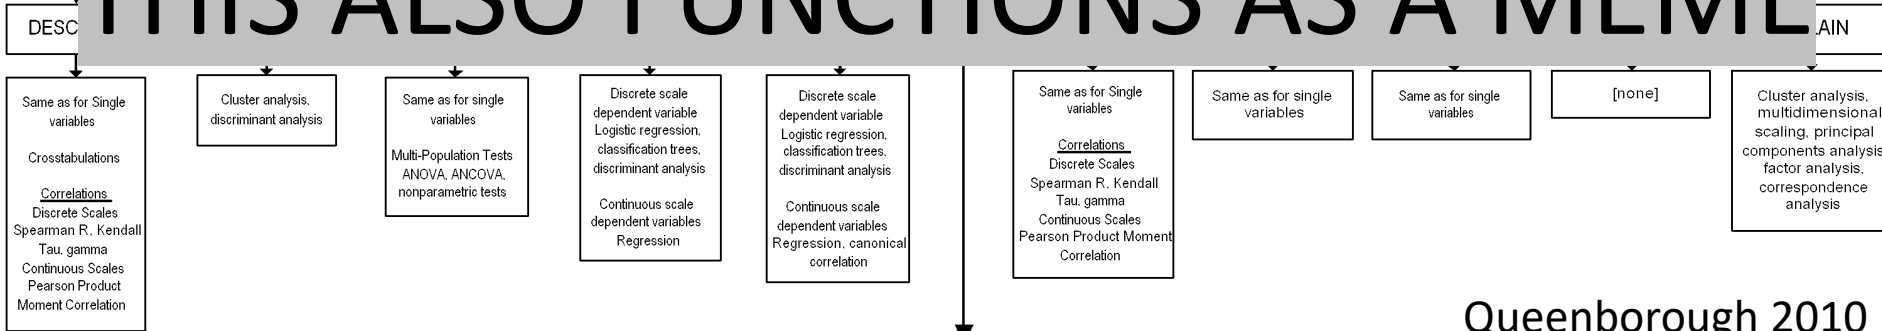 THIS ALSO FUNCTIONS AS A MEME
DESC
AIN
Same as for Single
variables
Crosstabulations
Correlations
Discrete Scales
Spearman R, Kendall
Tau, gamma
Continuous Scales
Pearson Product
Moment Correlation
Cluster analysis,
discriminant analysis
Same as for single
variables
Multi-Population Tests
ANOVA, ANCOVA,
nonparametric tests
Discrete scale
dependent variable
Logistic regression,
classification trees,
discriminant analysis
Continuous scale
dependent variables
Regression
Discrete scale
dependent variable
Logistic regression,
classification trees,
discriminant analysis
Continuous scale
dependent variables
Regression, canonical
correlation
Same as for Single
variables
Correlations
Discrete Scales
Spearman R, Kendall
Tau, gamma
Continuous Scales
Pearson Product Moment
Correlation
Same as for single
variables
Same as for single
variables
[none]
Cluster analysis,
multidimensional
scaling, principal
components analysis
factor analysis,
correspondence
analysis
Queenborough 2010